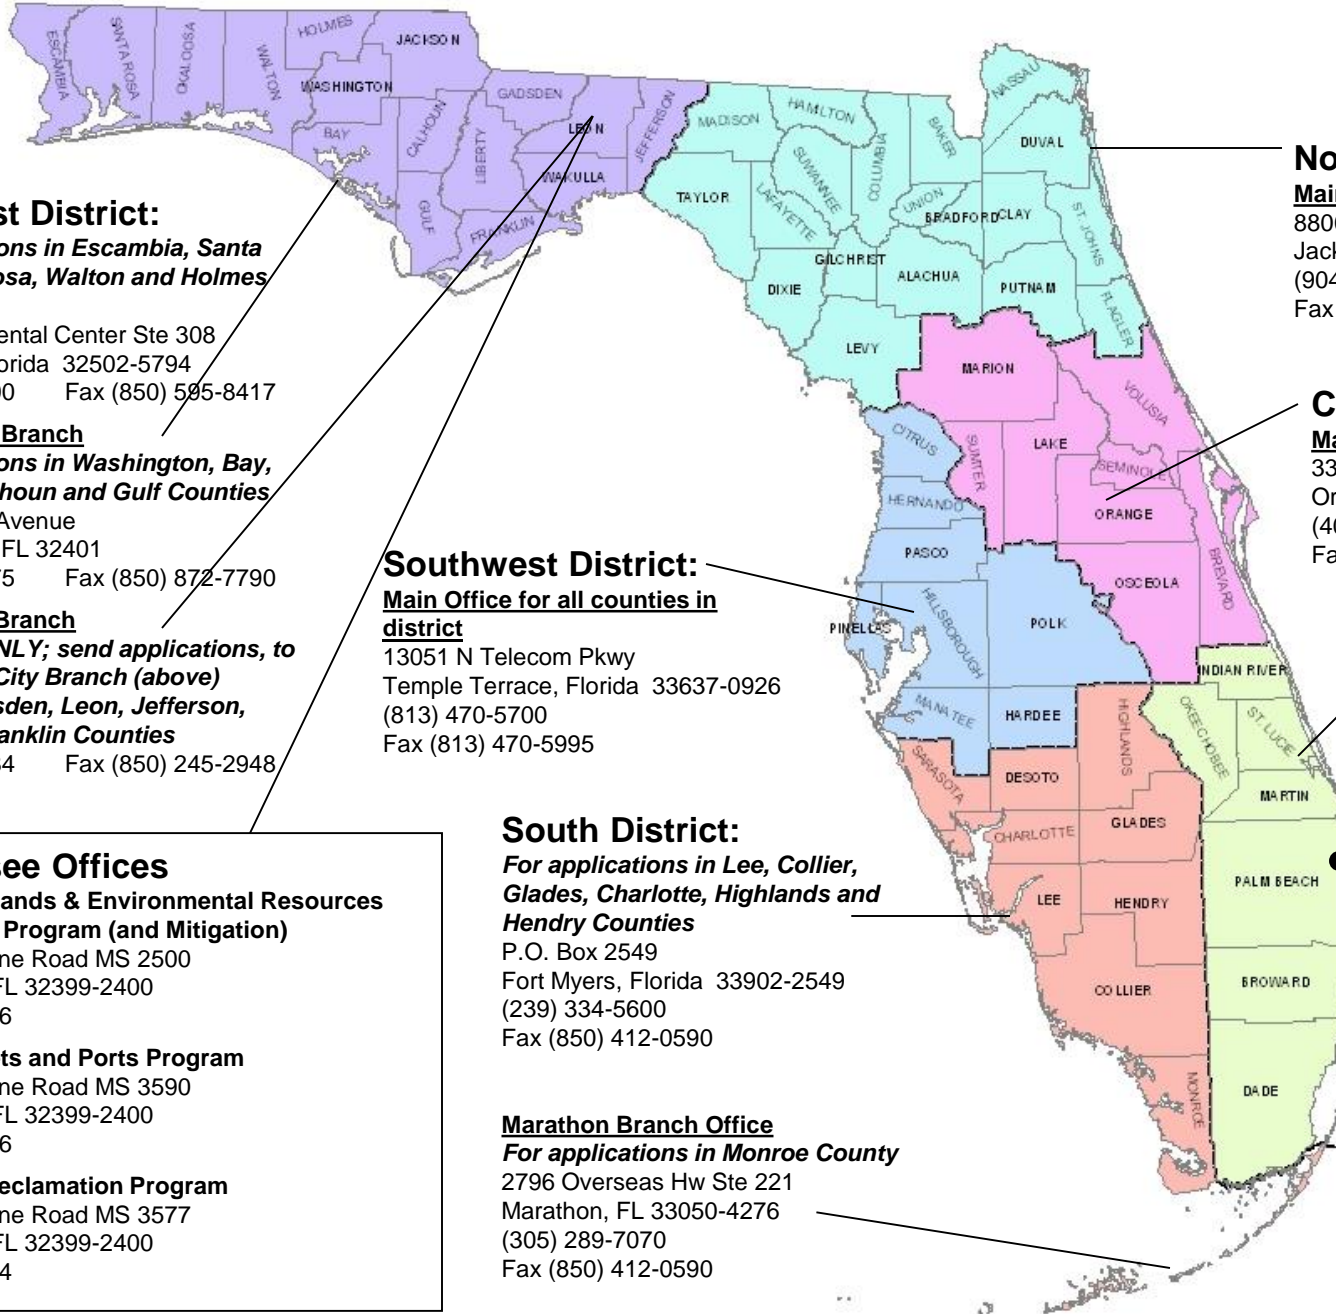 ESCAMBIA
SANTA ROSA
OKALOOSA
WALTON
HOLMES
JACKSON
WASHINGTON
BAY
CALHOUN
GULF
LIBERTY
GADSDEN
LEON
WAKULLA
FRANKLIN
JEFFERSON
MADISON
TAYLOR
HAMILTON
SUWANNEE
LAFAYETTE
COLUMBIA
BAKER
NASSAU
DUVAL
UNION
BRADFORD
CLAY
ST. JOHNS
GILCHRIST
ALACHUA
PUTNAM
DIXIE
FLAGLER
LEVY
MARION
VOLUSIA
CITRUS
SUMTER
LAKE
SEMINOLE
HERNANDO
ORANGE
PASCO
OSCEOLA
BREVARD
PINELLAS
HILLSBOROUGH
POLK
INDIAN RIVER
MANATEE
HARDEE
HIGHLANDS
OKEECHOBEE
ST. LUCIE
SARASOTA
DESOTO
MARTIN
CHARLOTTE
GLADES
LEE
HENDRY
PALM BEACH
COLLIER
BROWARD
MONROE
DADE
st District:
ons in Escambia, Santa
osa, Walton and Holmes
ental Center Ste 308
orida 32502-5794
00 Fax (850) 595-8417
Branch
ons in Washington, Bay,
houn and Gulf Counties
Avenue
FL 32401
75 Fax (850) 872-7790
Branch
NLY; send applications, to
City Branch (above)
sden, Leon, Jefferson,
anklin Counties
84 Fax (850) 245-2948
see Offices
ands & Environmental Resources
Program (and Mitigation)
ne Road MS 2500
FL 32399-2400
6
ts and Ports Program
ne Road MS 3590
FL 32399-2400
6
eclamation Program
ne Road MS 3577
FL 32399-2400
4
Southwest District:
Main Office for all counties in
district
13051 N Telecom Pkwy
Temple Terrace, Florida 33637-0926
(813) 470-5700
Fax (813) 470-5995
South District:
For applications in Lee, Collier,
Glades, Charlotte, Highlands and
Hendry Counties
P.O. Box 2549
Fort Myers, Florida 33902-2549
(239) 334-5600
Fax (850) 412-0590
Marathon Branch Office
For applications in Monroe County
2796 Overseas Hw Ste 221
Marathon, FL 33050-4276
(305) 289-7070
Fax (850) 412-0590
No
Main
8800
Jack
(904
Fax
C
Ma
33
Or
(40
Fa